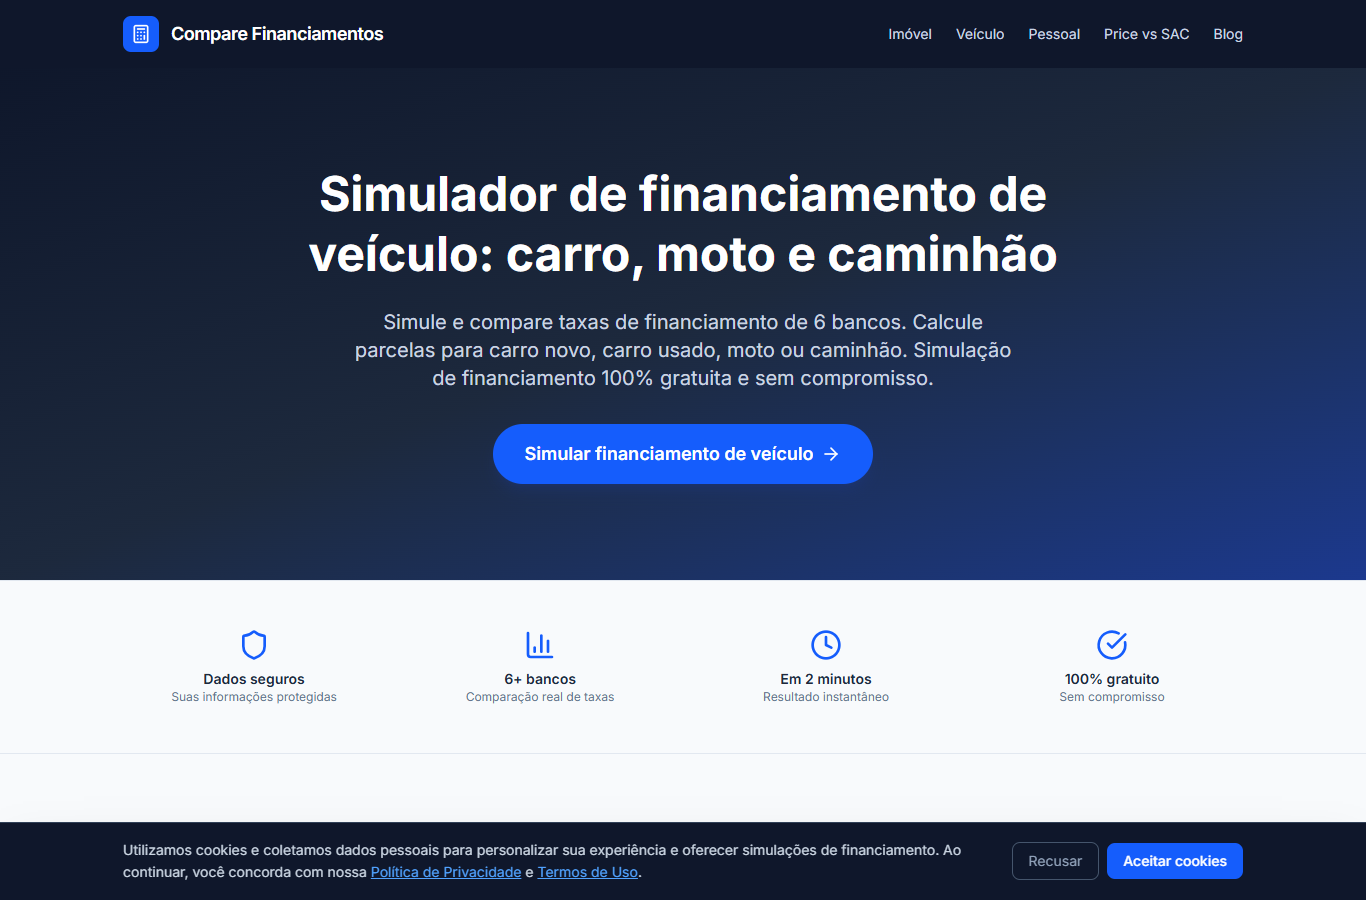 Compare Financiamentos
Imóvel
Veículo
Pessoal
Price vs SAC
Blog
Simulador de financiamento de
veículo: carro, moto e caminhão
Simule e compare taxas de financiamento de 6 bancos. Calcule
parcelas para carro novo, carro usado, moto ou caminhão. Simulação
de financiamento 100% gratuita e sem compromisso.
Simular financiamento de veículo →
Dados seguros
Suas informações protegidas
6+ bancos
Comparação real de taxas
Em 2 minutos
Resultado instantâneo
100% gratuito
Sem compromisso
Utilizamos cookies e coletamos dados pessoais para personalizar sua experiência e oferecer simulações de financiamento. Ao
continuar, você concorda com nossa Política de Privacidade e Termos de Uso.
Recusar
Aceitar cookies